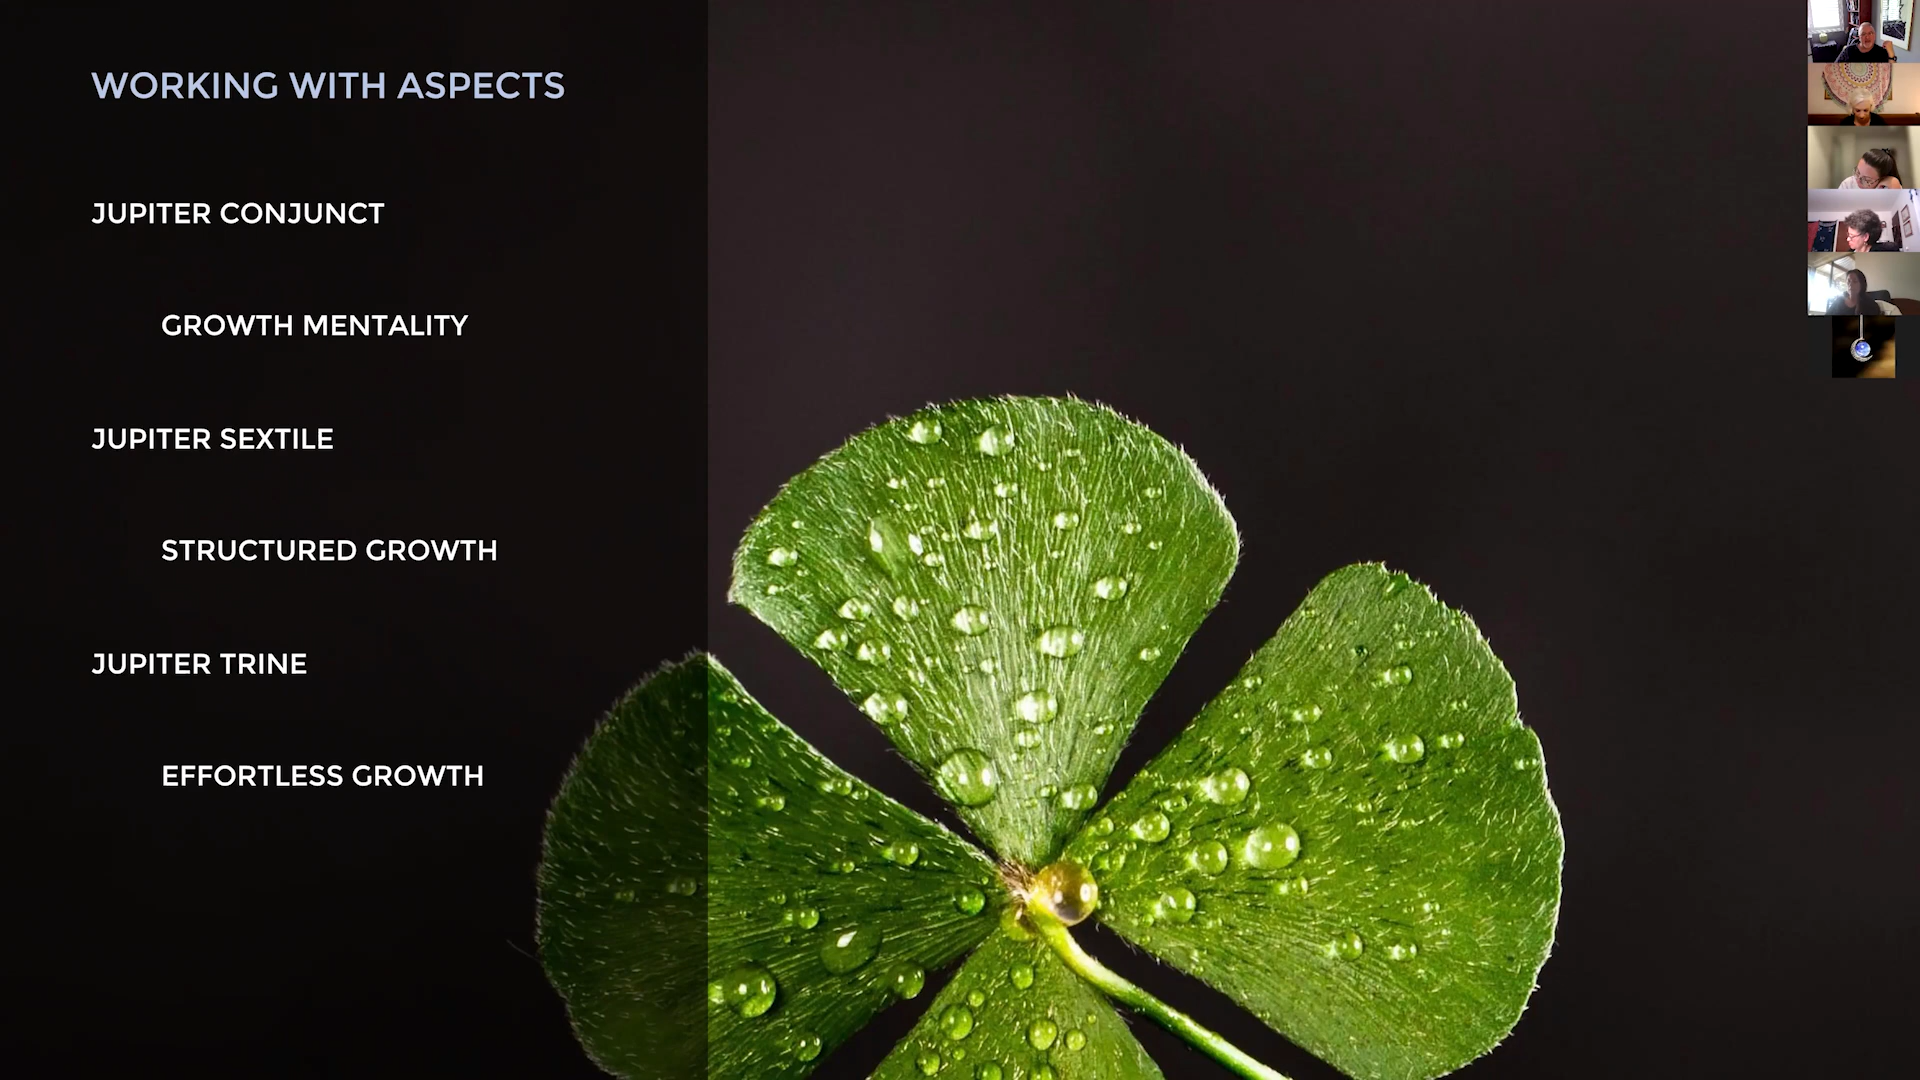 WORKING WITH ASPECTS
JUPITER CONJUNCT
GROWTH MENTALITY
JUPITER SEXTILE
STRUCTURED GROWTH
JUPITER TRINE
EFFORTLESS GROWTH